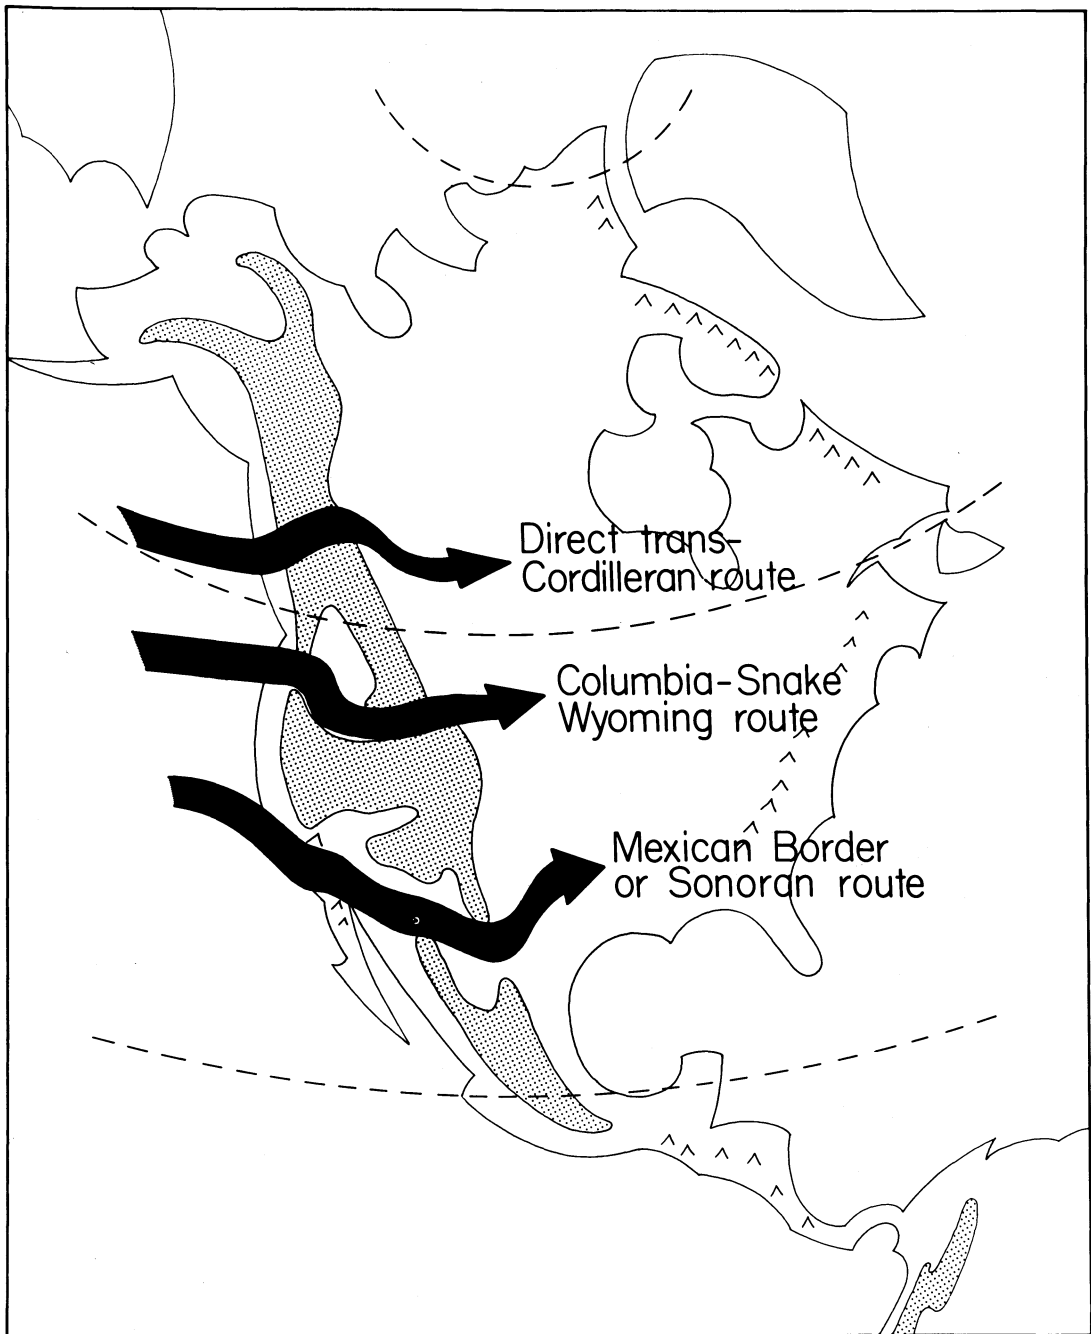 Direct trans-
Cordilleran route
Columbia-Snake
Wyoming route
Mexican Border
or Sonoran route